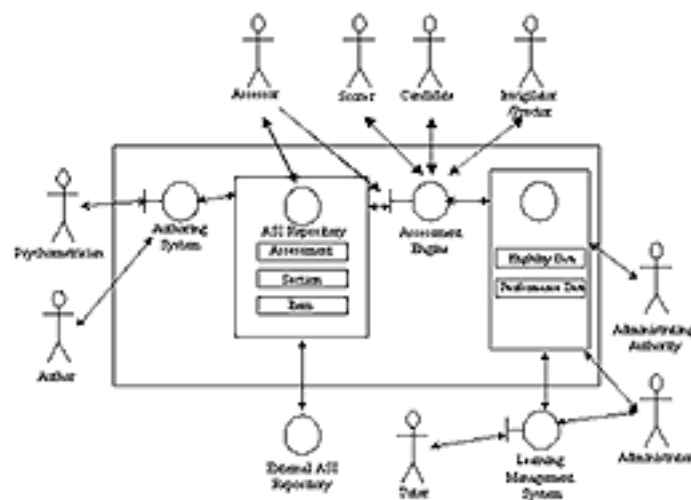 Assessor
Scorer
Candidate
Invigilator
/Proctor
Psychometrician
Authoring
System
ASI Repository
Assessment
Section
Item
Assessment
Engine
Eligibility Data
Performance Data
Author
Administrating
Authority
External ASI
Repository
Tutor
Learning
Management
System
Administrator